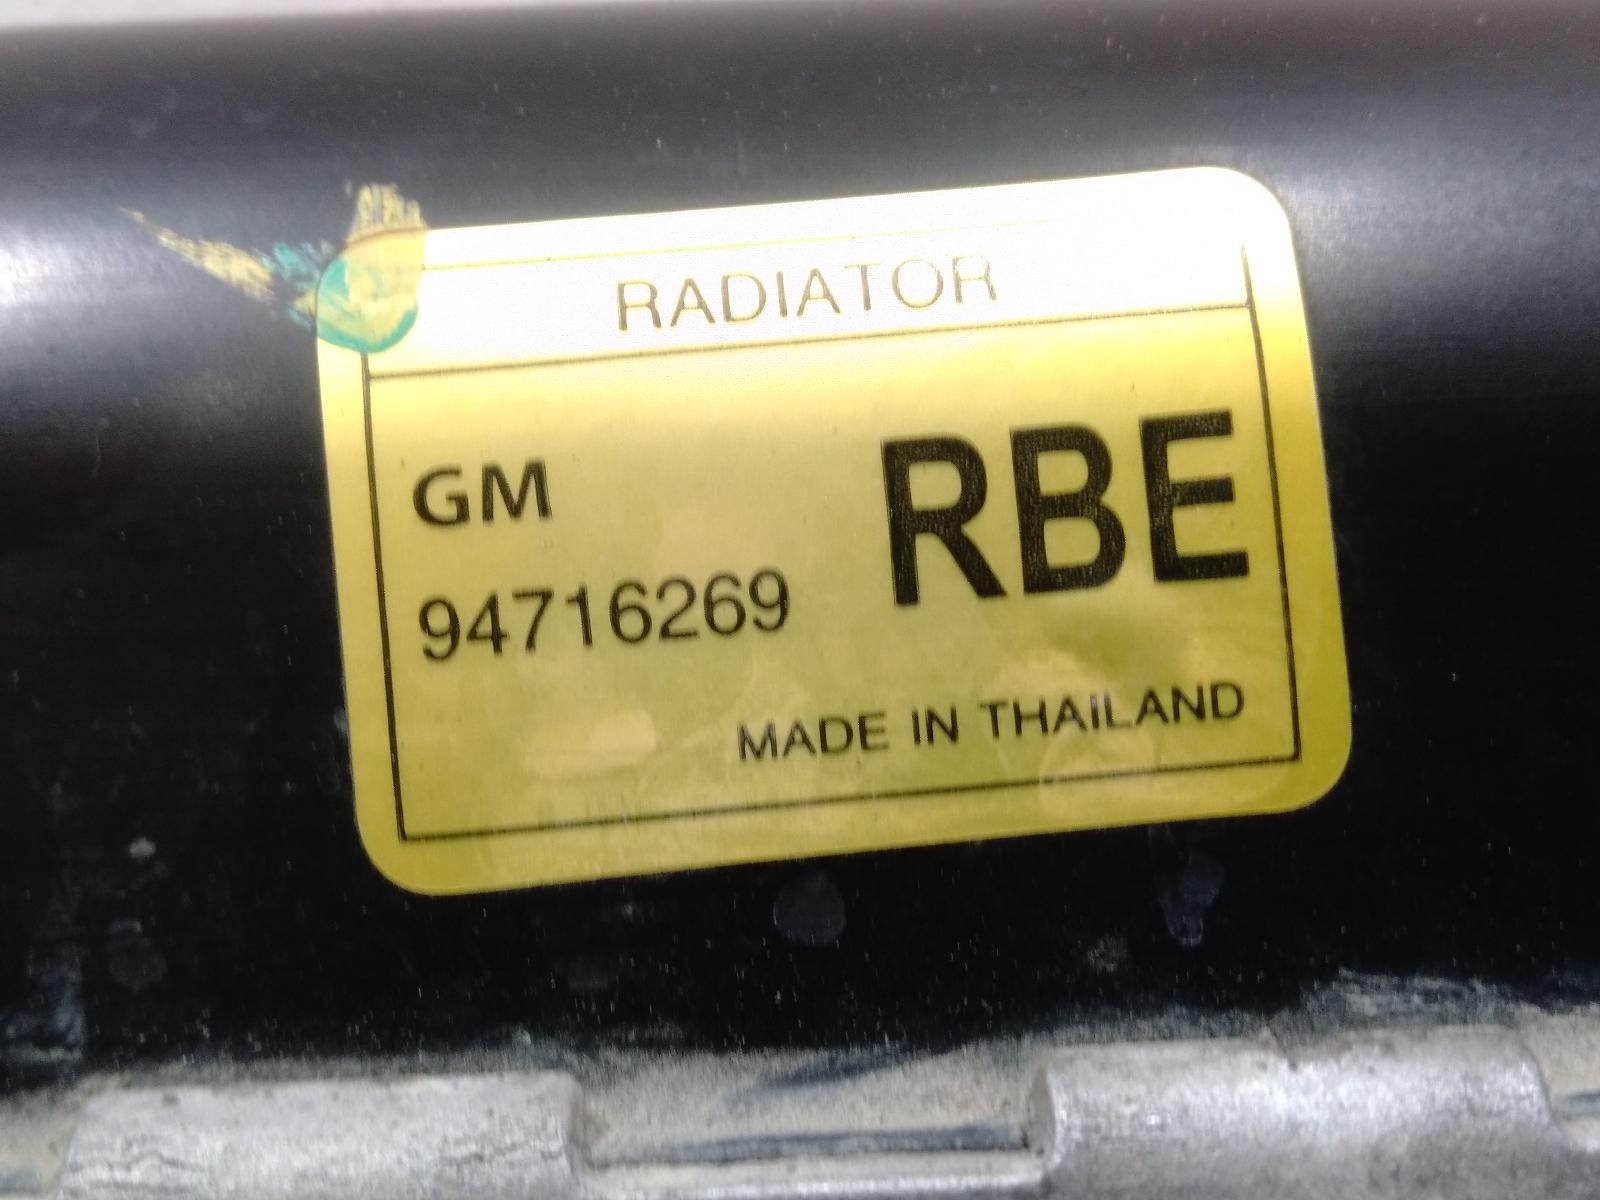 RADIATOR
GM
RBE
94716269
MADE IN THAILAND